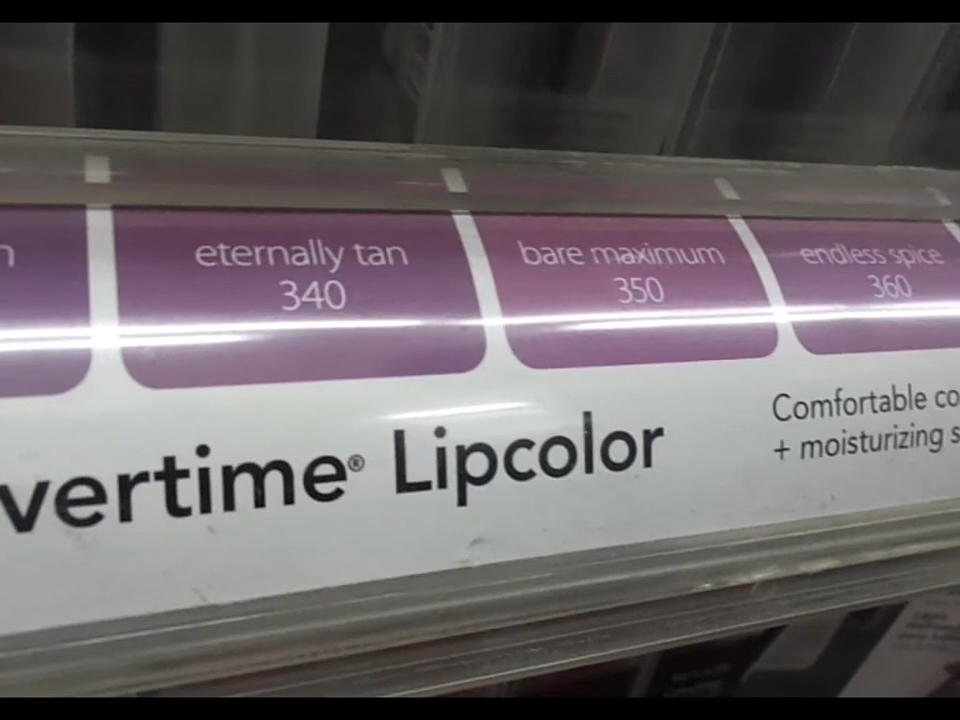 eternally tan
340
bare maximum
350
endless spice
360
vertime® Lipcolor
Comfortable co
+ moisturizing s